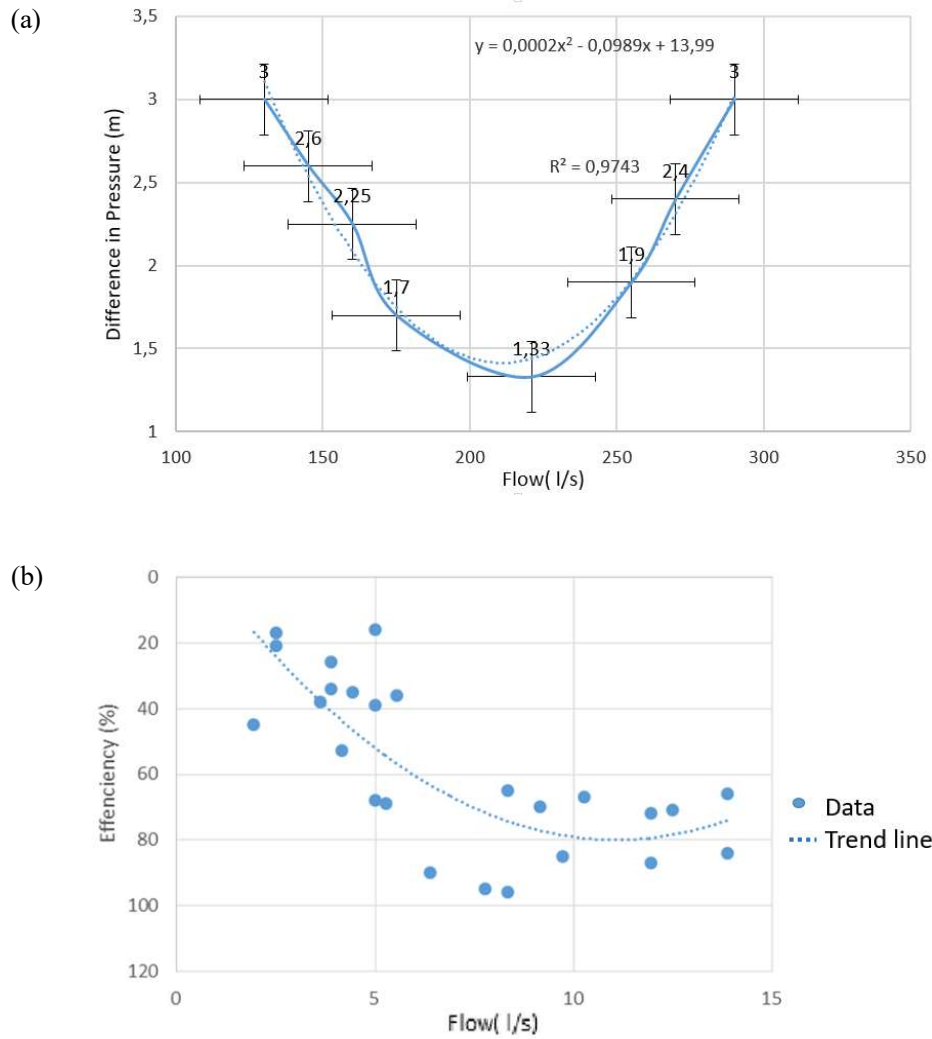 (a)
3,5
y = 0,0002x² - 0,0989x + 13,99
3
3
3
2,6
R² = 0,9743
2,5
2,4
2,25
2
1,9
1,7
1,5
1,33
1
Difference in Pressure (m)
100 150 200 250 300 350
Flow( l/s)
(b)
0
20
40
60
80
100
120
Effenciency (%)
Data
Trend line
0 5 10 15
Flow( l/s)